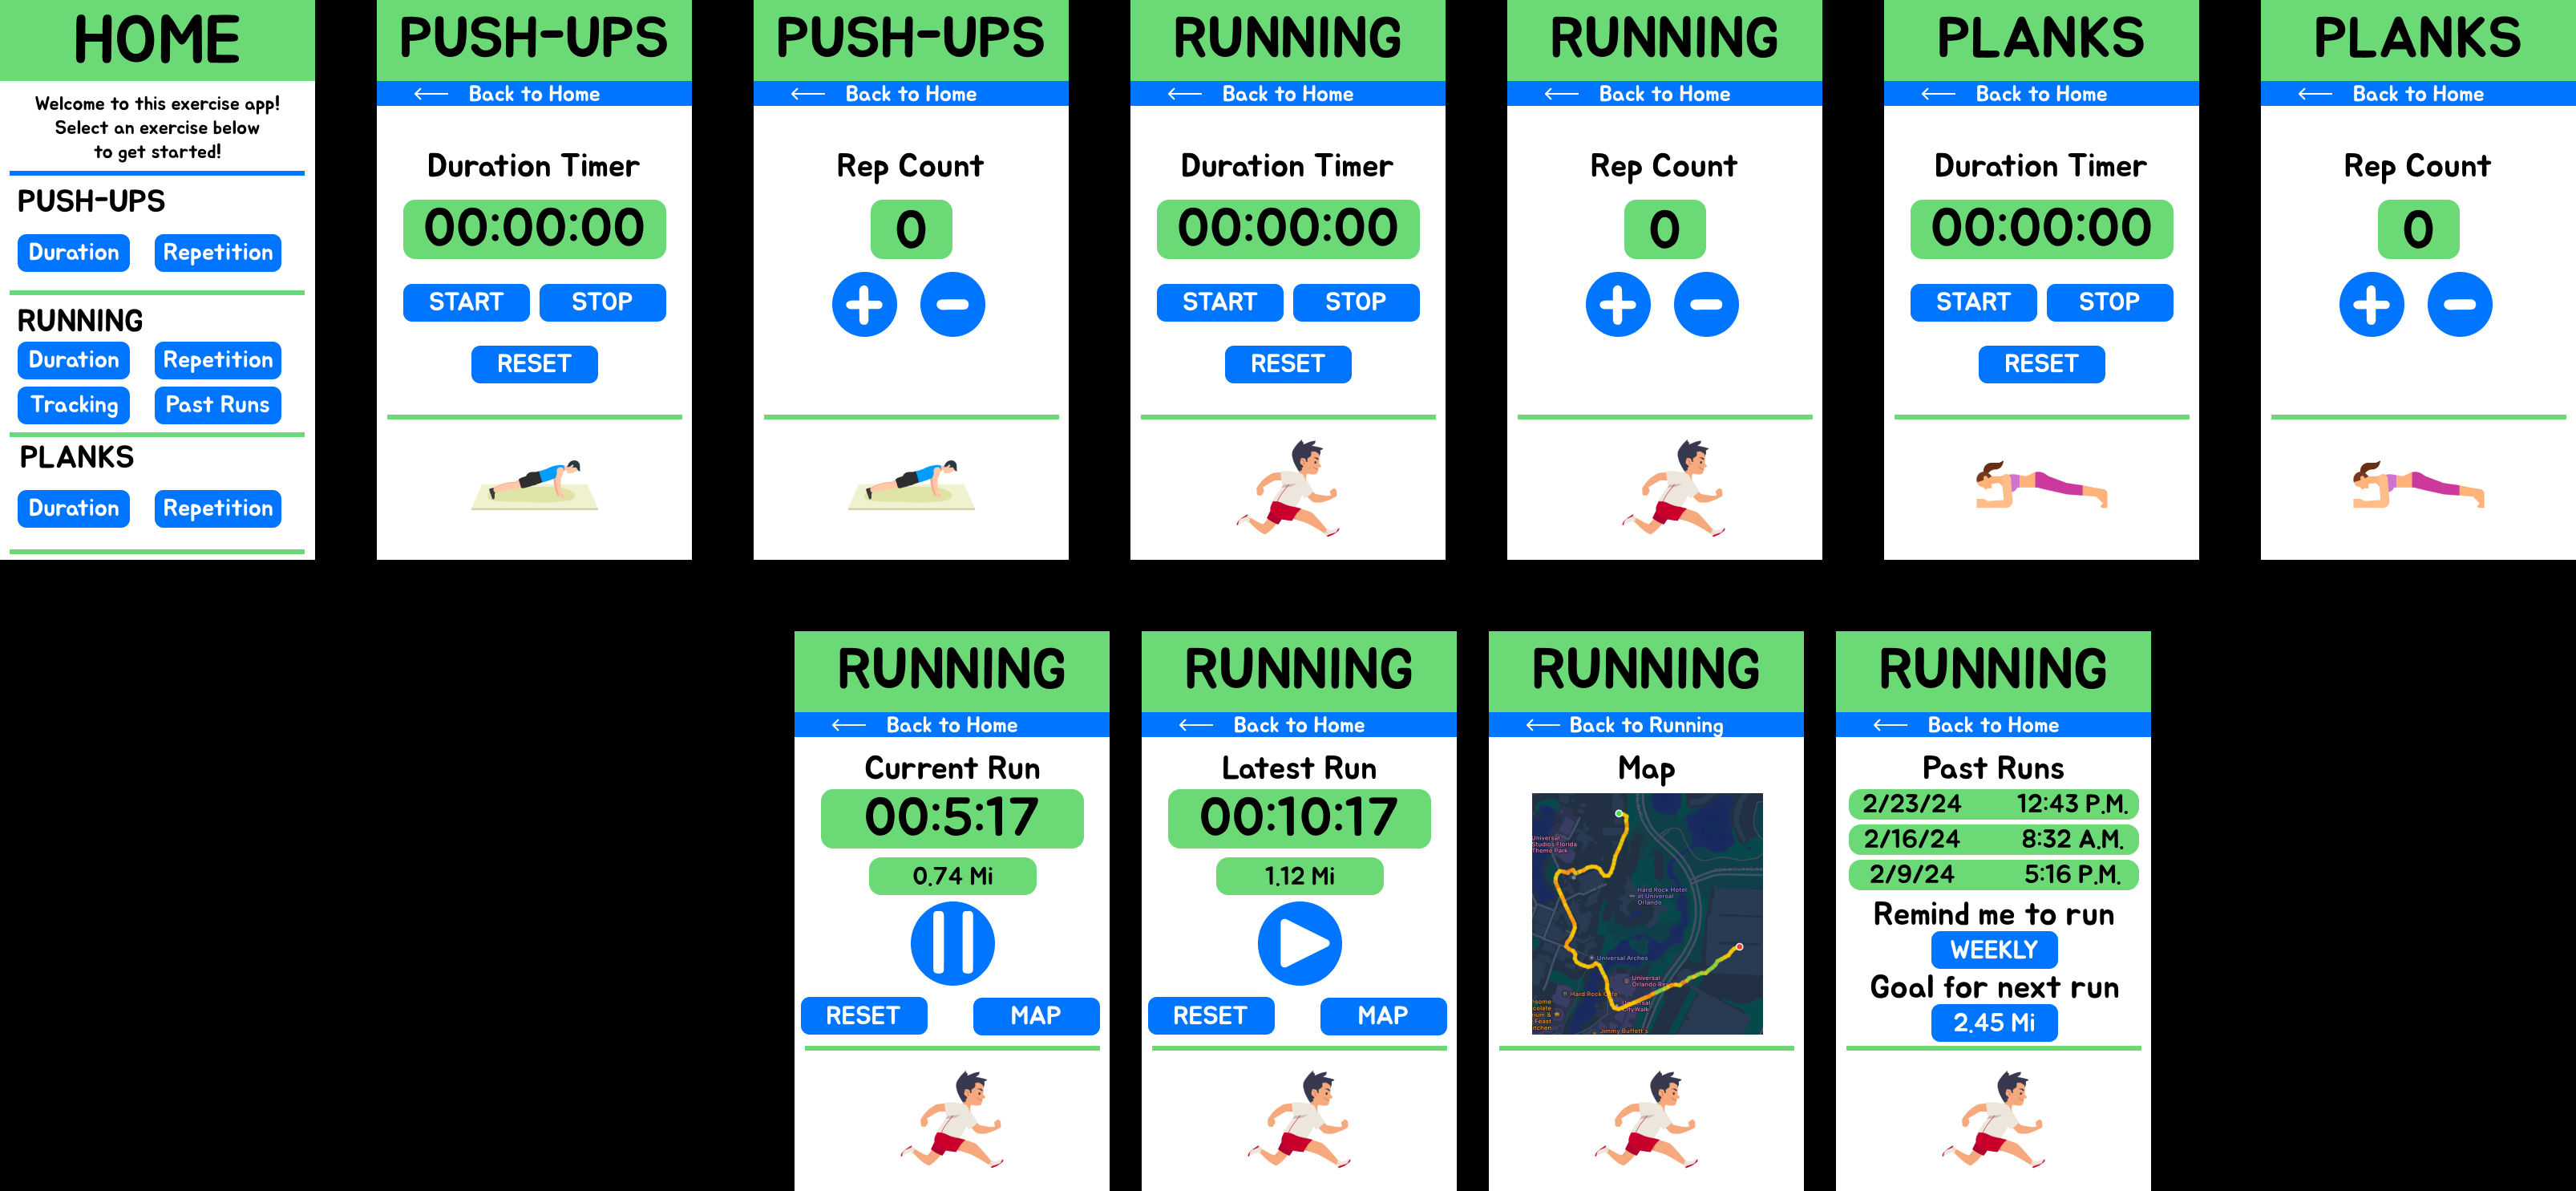 HOME
Welcome to this exercise app!
Select an exercise below
to get started!
PUSH-UPS
Duration Repetition
RUNNING
Duration Repetition
Tracking Past Runs
PLANKS
Duration Repetition
PUSH-UPS
Back to Home
Duration Timer
00:00:00
START STOP
RESET
PUSH-UPS
Back to Home
Rep Count
0
RUNNING
Back to Home
Duration Timer
00:00:00
START STOP
RESET
RUNNING
Back to Home
Rep Count
0
PLANKS
Back to Home
Duration Timer
00:00:00
START STOP
RESET
PLANKS
Back to Home
Rep Count
0
RUNNING
Back to Home
Current Run
00:5:17
0.74 Mi
RESET MAP
RUNNING
Back to Home
Latest Run
00:10:17
1.12 Mi
RESET MAP
RUNNING
Back to Running
Map
Universal
Studios Florida
Theme Park
Hard Rock Hotel
at Universal
Orlando
Universal Arches
Universal
Hard Rock
CityWalk
Jimmy Buffett's
RUNNING
Back to Home
Past Runs
2/23/24 12:43 P.M.
2/16/24 8:32 A.M.
2/9/24 5:16 P.M.
Remind me to run
WEEKLY
Goal for next run
2.45 Mi